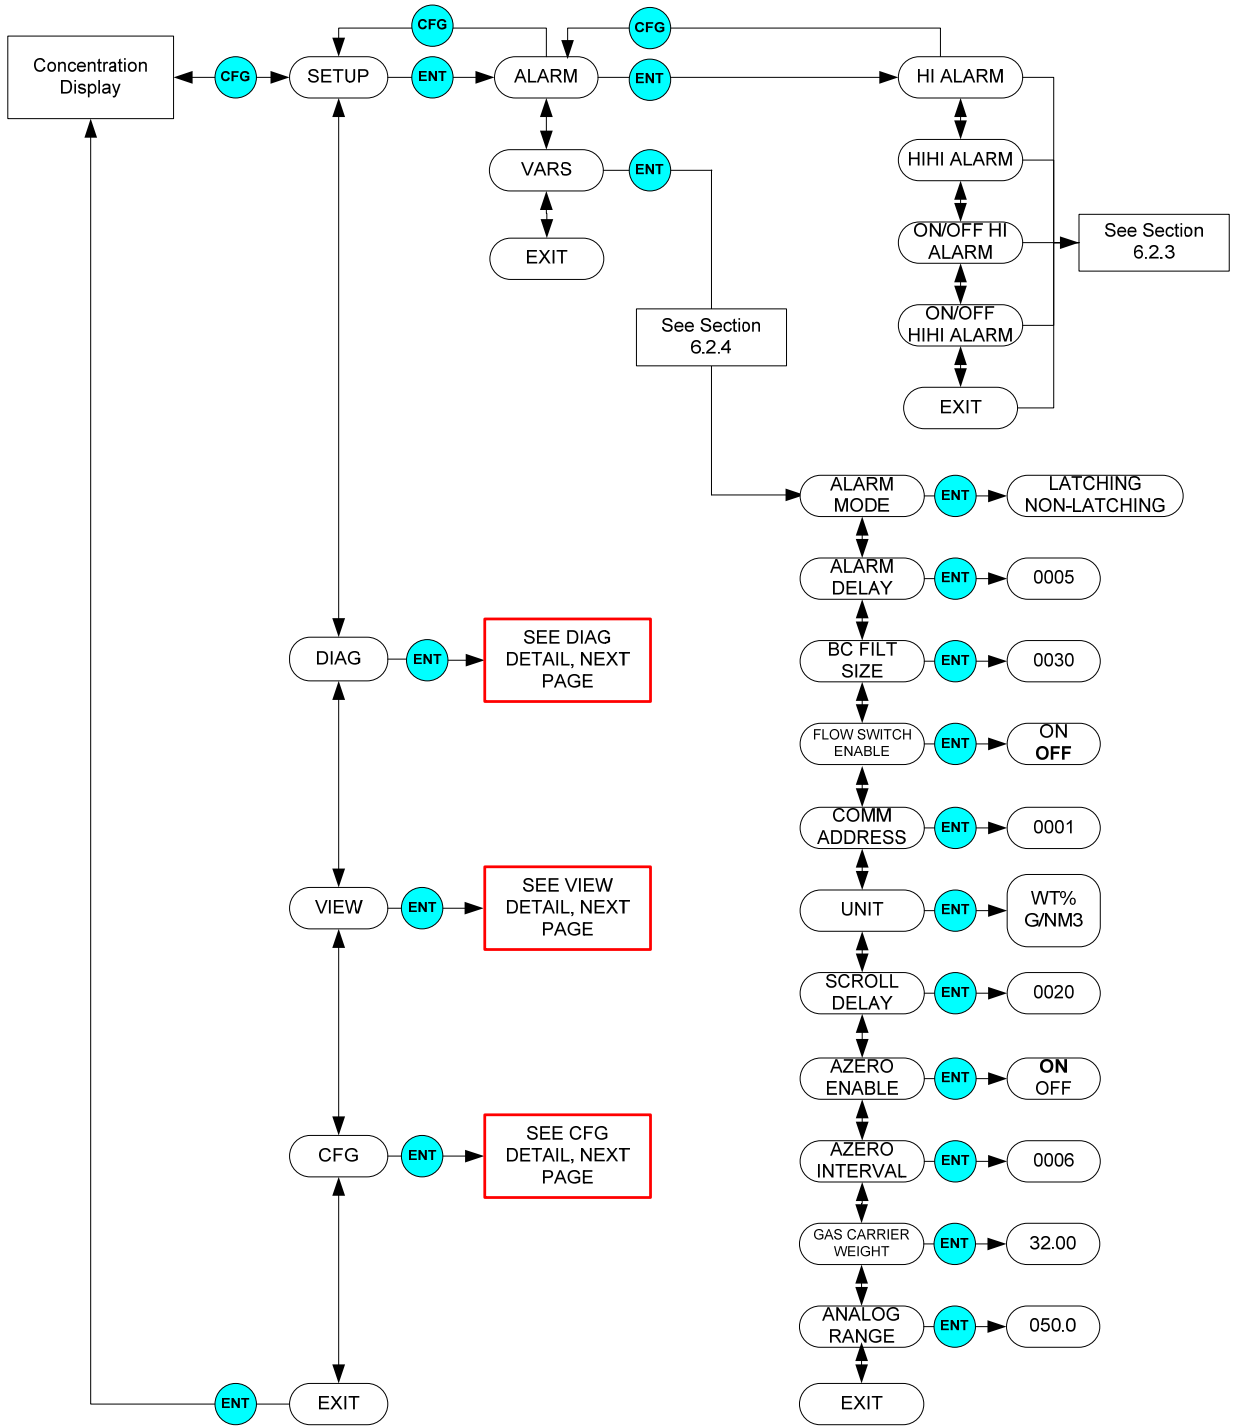 CFG
CFG
Concentration
Display
CFG
SETUP
ENT
ALARM
ENT
HI ALARM
VARS
ENT
HIHI ALARM
EXIT
ON/OFF HI
ALARM
See Section
6.2.3
See Section
6.2.4
ON/OFF
HIHI ALARM
EXIT
ALARM
MODE
ENT
LATCHING
NON-LATCHING
ALARM
DELAY
ENT
0005
DIAG
ENT
SEE DIAG
DETAIL, NEXT
PAGE
BC FILT
SIZE
ENT
0030
FLOW SWITCH
ENABLE
ENT
ON
OFF
COMM
ADDRESS
ENT
0001
VIEW
ENT
SEE VIEW
DETAIL, NEXT
PAGE
UNIT
ENT
WT%
G/NM3
SCROLL
DELAY
ENT
0020
AZERO
ENABLE
ENT
ON
OFF
CFG
ENT
SEE CFG
DETAIL, NEXT
PAGE
AZERO
INTERVAL
ENT
0006
GAS CARRIER
WEIGHT
ENT
32.00
ANALOG
RANGE
ENT
050.0
ENT
EXIT
EXIT